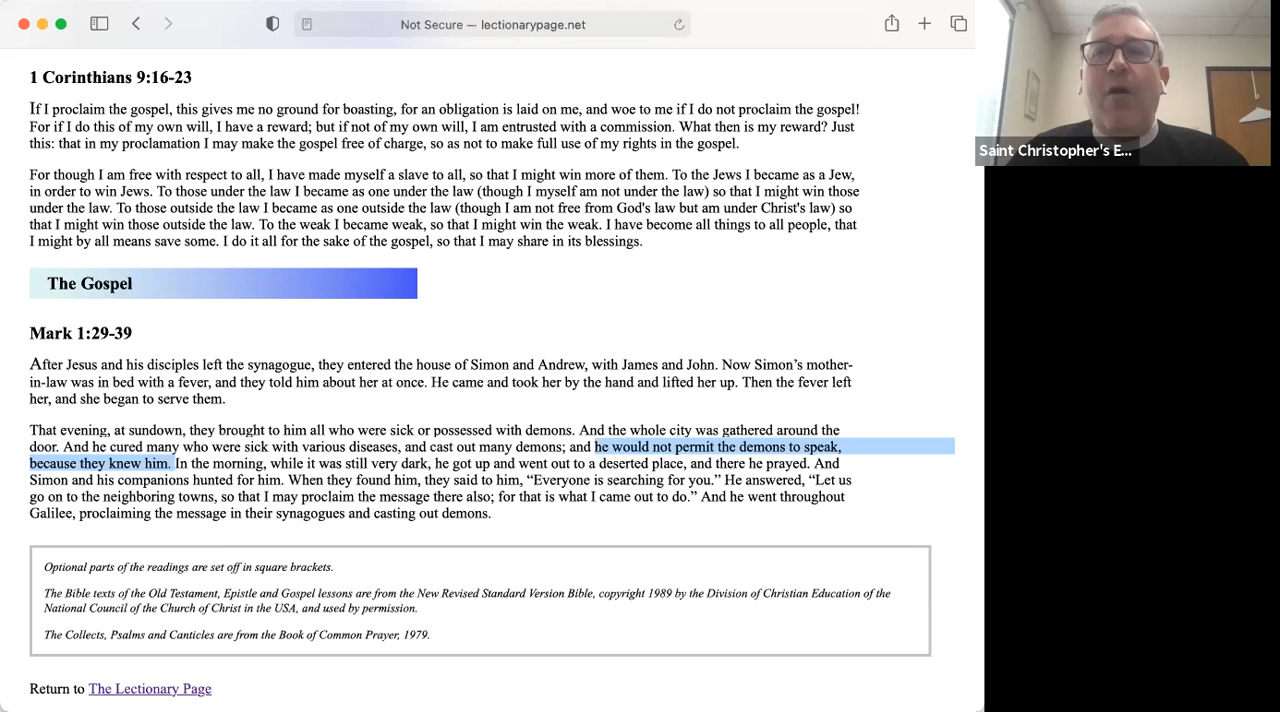 Not Secure — lectionarypage.net
Saint Christopher's E...
1 Corinthians 9:16-23
If I proclaim the gospel, this gives me no ground for boasting, for an obligation is laid on me, and woe to me if I do not proclaim the gospel!
For if I do this of my own will, I have a reward; but if not of my own will, I am entrusted with a commission. What then is my reward? Just
this: that in my proclamation I may make the gospel free of charge, so as not to make full use of my rights in the gospel.
For though I am free with respect to all, I have made myself a slave to all, so that I might win more of them. To the Jews I became as a Jew,
in order to win Jews. To those under the law I became as one under the law (though I myself am not under the law) so that I might win those
under the law. To those outside the law I became as one outside the law (though I am not free from God's law but am under Christ's law) so
that I might win those outside the law. To the weak I became weak, so that I might win the weak. I have become all things to all people, that
I might by all means save some. I do it all for the sake of the gospel, so that I may share in its blessings.
The Gospel
Mark 1:29-39
After Jesus and his disciples left the synagogue, they entered the house of Simon and Andrew, with James and John. Now Simon’s mother-
in-law was in bed with a fever, and they told him about her at once. He came and took her by the hand and lifted her up. Then the fever left
her, and she began to serve them.
That evening, at sundown, they brought to him all who were sick or possessed with demons. And the whole city was gathered around the
door. And he cured many who were sick with various diseases, and cast out many demons; and he would not permit the demons to speak,
because they knew him. In the morning, while it was still very dark, he got up and went out to a deserted place, and there he prayed. And
Simon and his companions hunted for him. When they found him, they said to him, “Everyone is searching for you.” He answered, “Let us
go on to the neighboring towns, so that I may proclaim the message there also; for that is what I came out to do.” And he went throughout
Galilee, proclaiming the message in their synagogues and casting out demons.
Optional parts of the readings are set off in square brackets.
The Bible texts of the Old Testament, Epistle and Gospel lessons are from the New Revised Standard Version Bible, copyright 1989 by the Division of Christian Education of the
National Council of the Church of Christ in the USA, and used by permission.
The Collects, Psalms and Canticles are from the Book of Common Prayer, 1979.
Return to The Lectionary Page